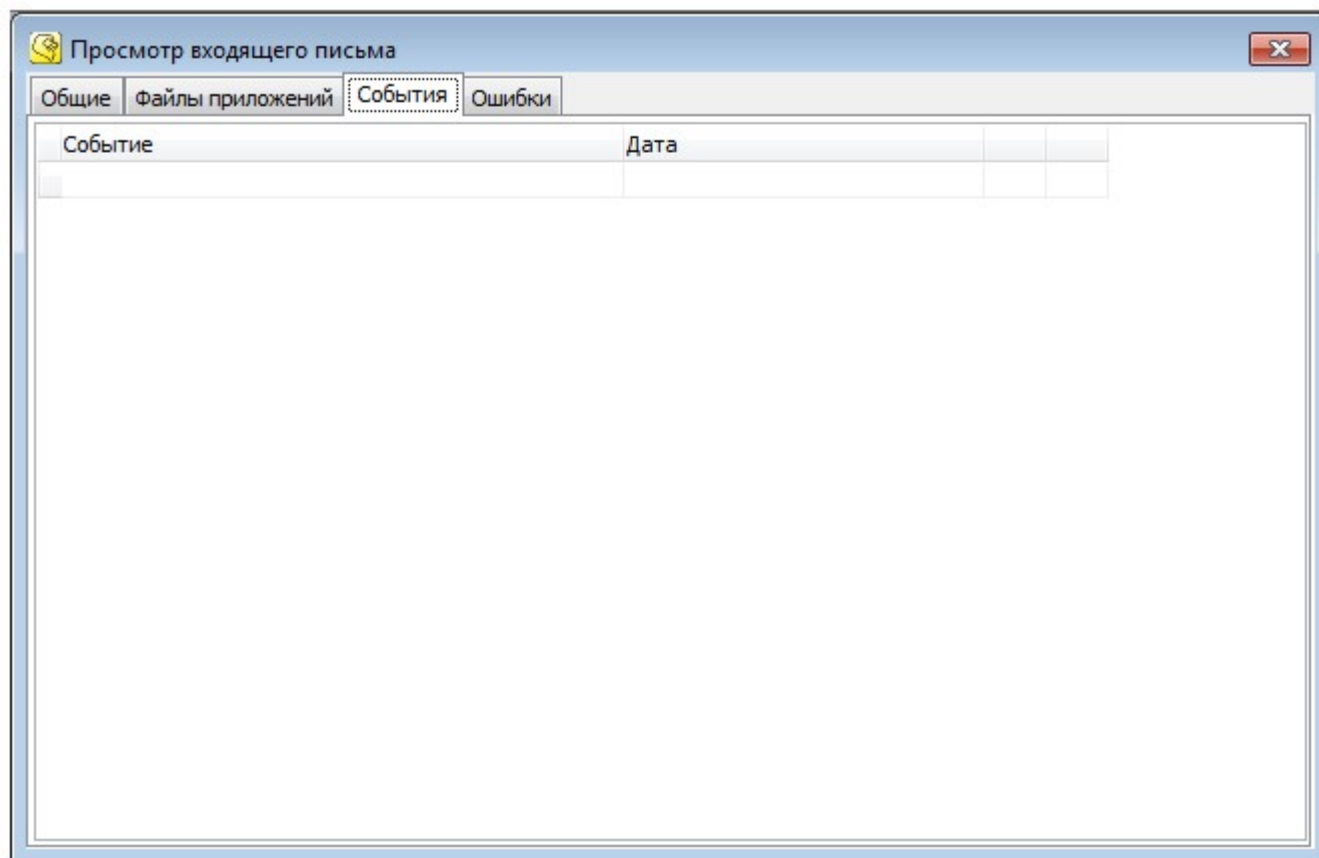 Просмотр входящего письма
Общие Файлы приложений События Ошибки
Событие Дата